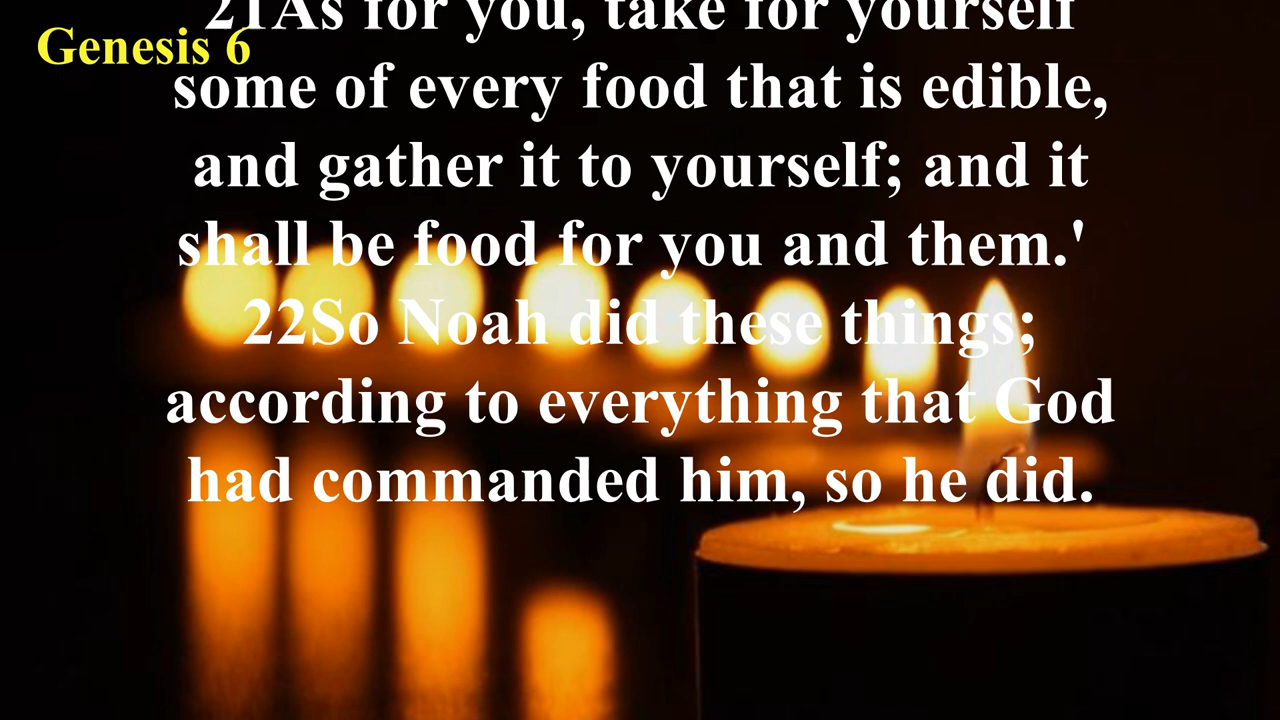 21As for you, take for yourself
Genesis 6
some of every food that is edible,
and gather it to yourself; and it
shall be food for you and them.'
22So Noah did these things;
according to everything that God
had commanded him, so he did.